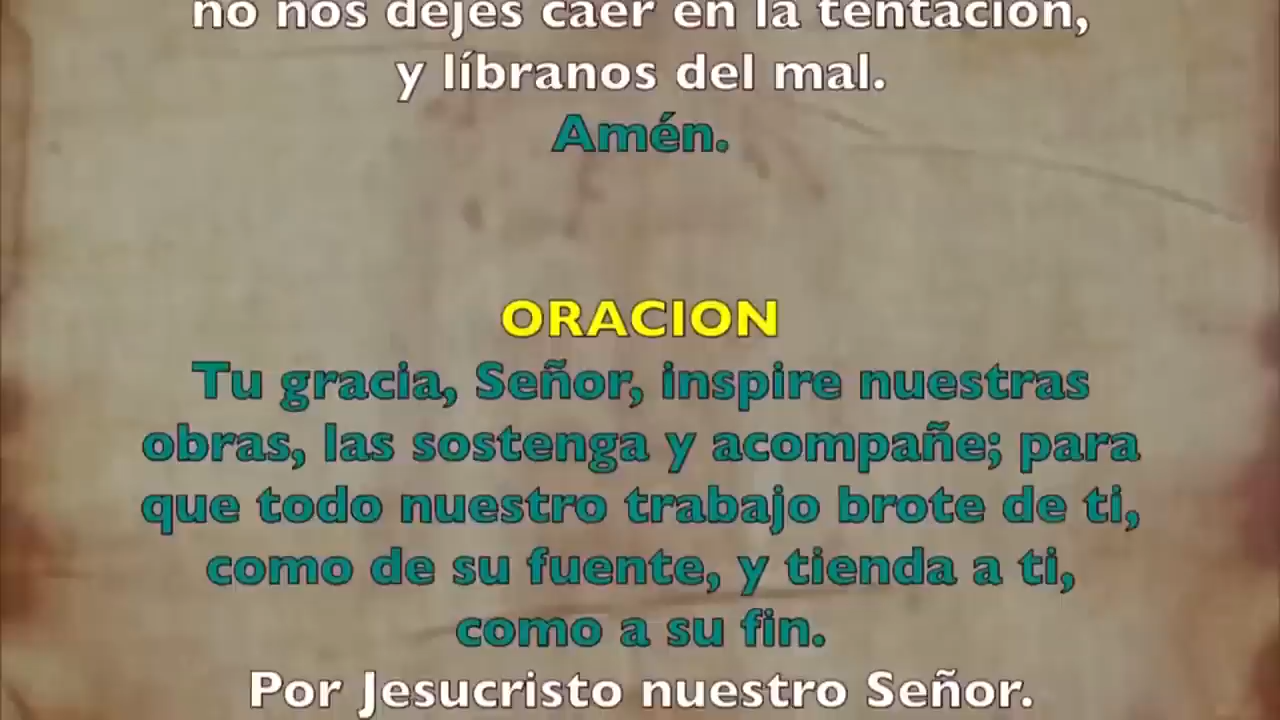 no nos dejes caer en la tentación,
y líbranos del mal.
Amén.
ORACION
Tu gracia, Señor, inspire nuestras
obras, las sostenga y acompañe; para
que todo nuestro trabajo brote de ti,
como de su fuente, y tienda a ti,
como a su fin.
Por Jesucristo nuestro Señor.